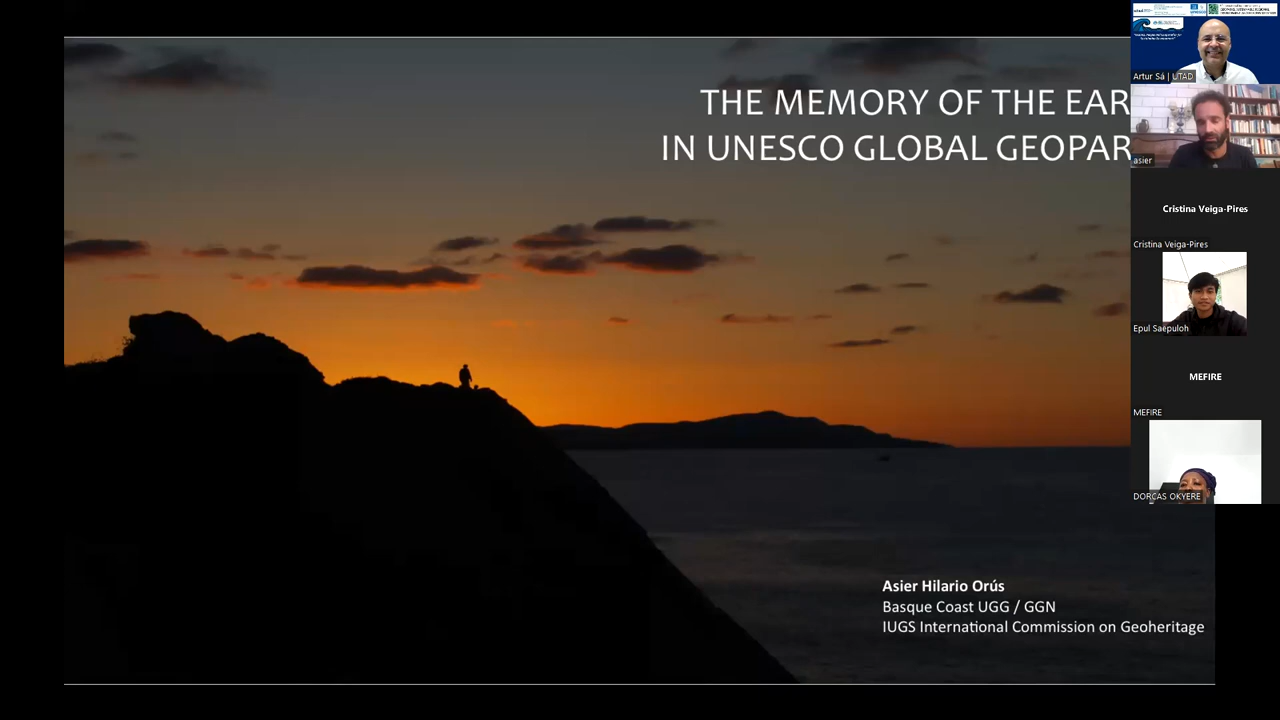 THE MEMORY OF THE EAR
IN UNESCO GLOBAL GEOPAR
Asier Hilario Orús
Basque Coast UGG / GGN
IUGS International Commission on Geoheritage
Artur Sá | UTAD
asier
Cristina Veiga-Pires
Cristina Veiga-Pires
Epul Saepuloh
MEFIRE
MEFIRE
DORCAS OKYERE